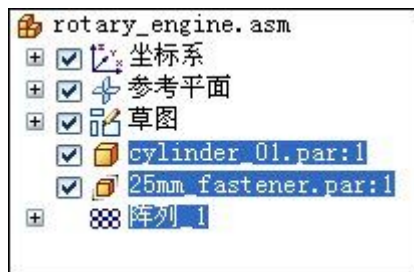 rotary_engine.asm
坐标系
参考平面
草图
cylinder_01.par:1
25mm_fastener.par:1
阵列_1